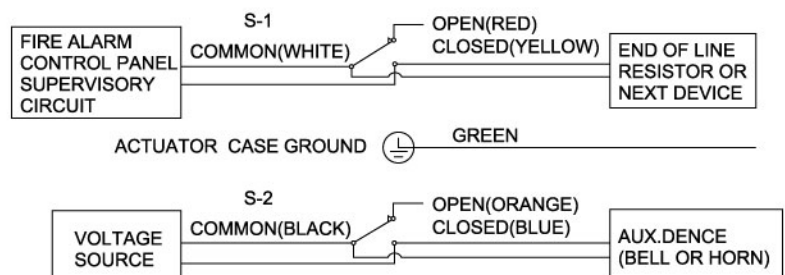 S-1
FIRE ALARM
CONTROL PANEL
SUPERVISORY
CIRCUIT
COMMON(WHITE)
OPEN(RED)
CLOSED(YELLOW)
END OF LINE
RESISTOR OR
NEXT DEVICE
ACTUATOR CASE GROUND
GREEN
S-2
VOLTAGE
SOURCE
COMMON(BLACK)
OPEN(ORANGE)
CLOSED(BLUE)
AUX.DENCE
(BELL OR HORN)